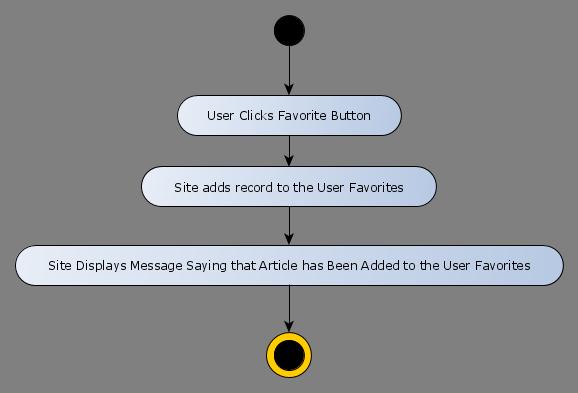 User Clicks Favorite Button
Site adds record to the User Favorites
Site Displays Message Saying that Article has Been Added to the User Favorites